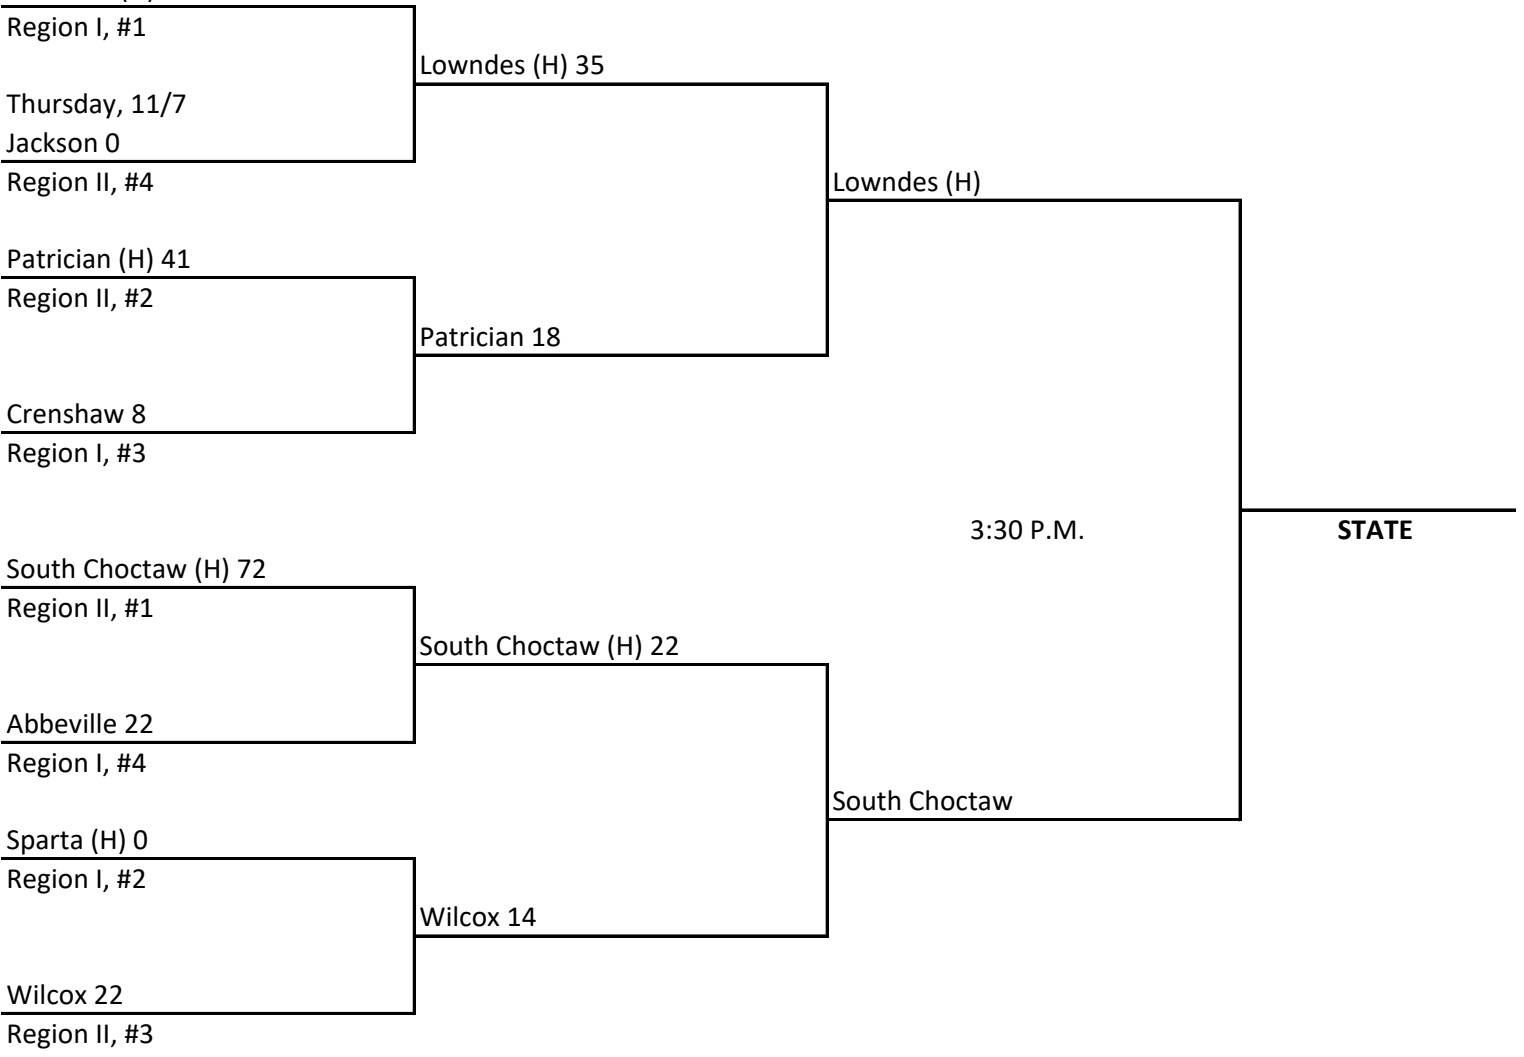 Region I, #1
Lowndes (H) 35
Thursday, 11/7
Jackson 0
Region II, #4
Lowndes (H)
Patrician (H) 41
Region II, #2
Patrician 18
Crenshaw 8
Region I, #3
3:30 P.M.
STATE
South Choctaw (H) 72
Region II, #1
South Choctaw (H) 22
Abbeville 22
Region I, #4
South Choctaw
Sparta (H) 0
Region I, #2
Wilcox 14
Wilcox 22
Region II, #3